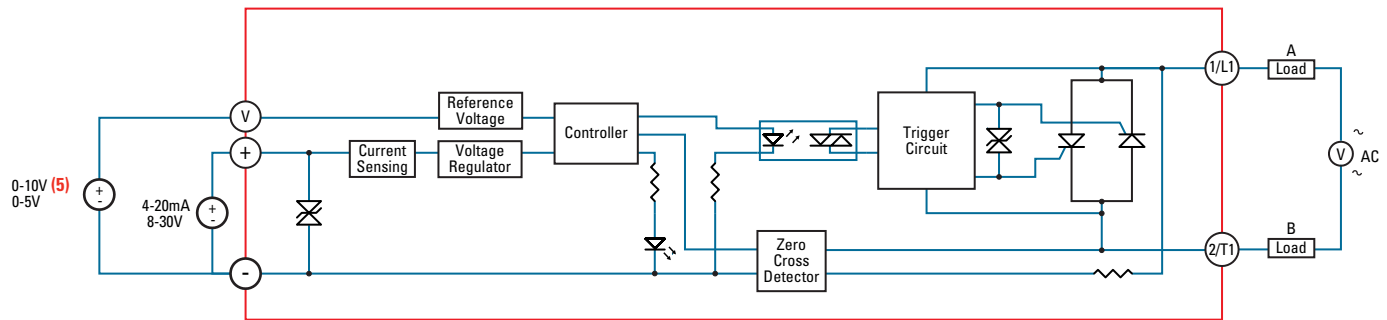 0-10V (5)
0-5V
4-20mA
8-30V
+
-
+
-
V
+
-
Current
Sensing
Reference
Voltage
Voltage
Regulator
Controller
Zero
Cross
Detector
Trigger
Circuit
1/L1
2/T1
A
Load
B
Load
~
V
AC
~